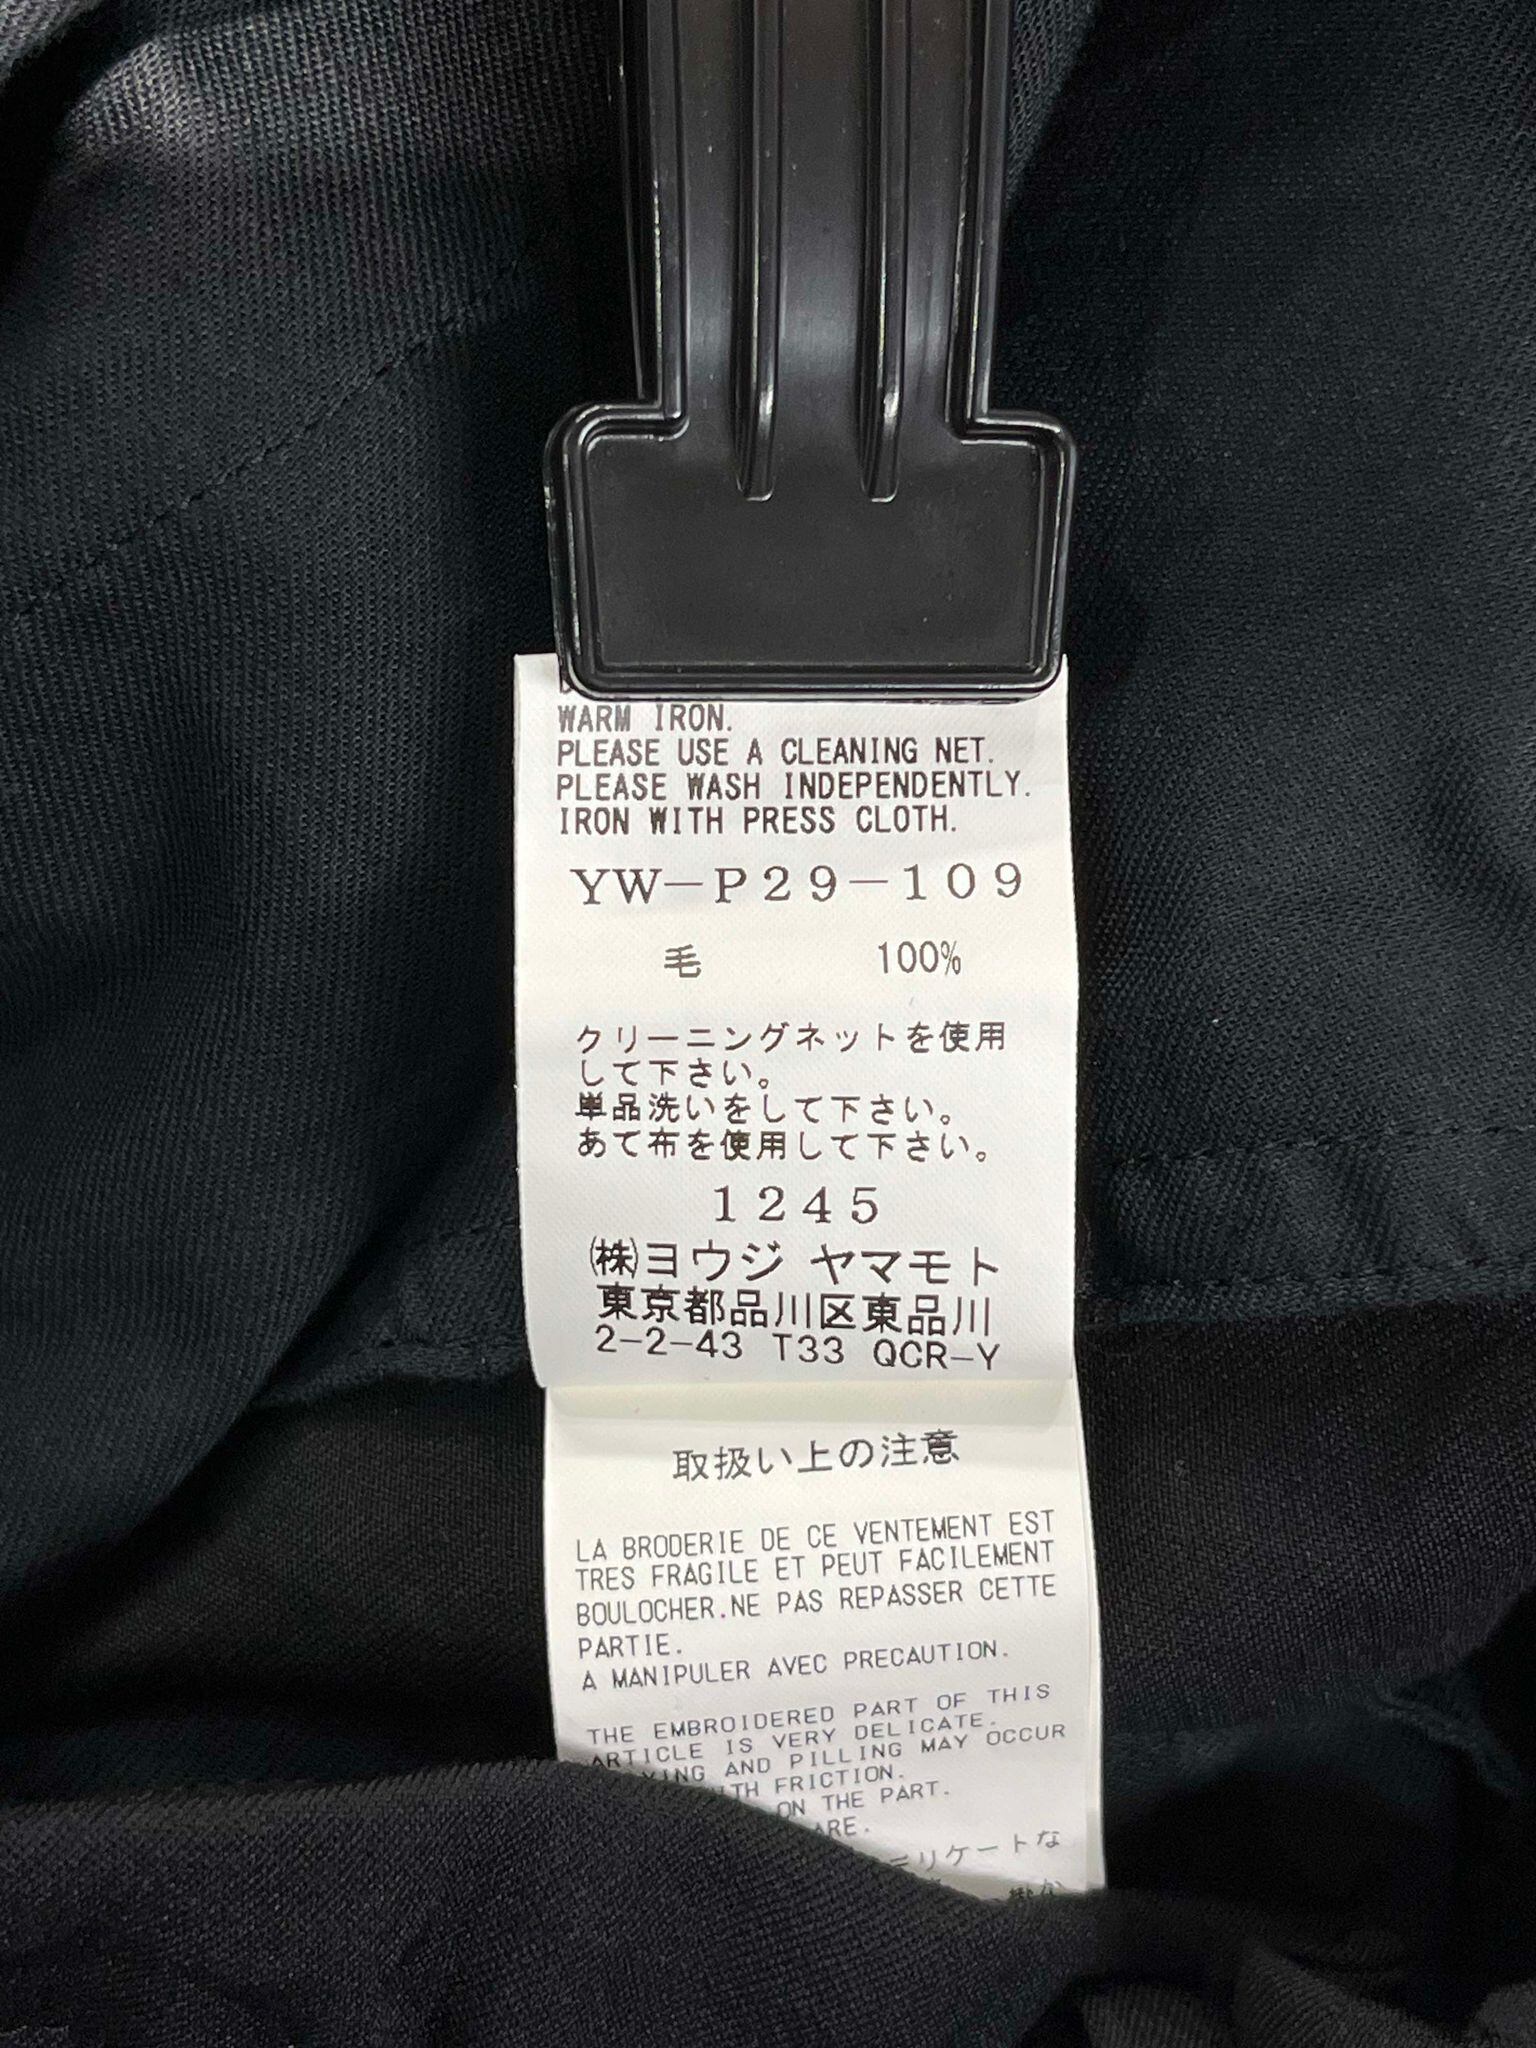 WARM IRON.
PLEASE USE A CLEANING NET.
PLEASE WASH INDEPENDENTLY.
IRON WITH PRESS CLOTH.
YW-P29-109
毛 100%
クリーニングネットを使用
して下さい。
単品洗いをして下さい。
あて布を使用して下さい。
1245
㈱ヨウジ ヤマモト
東京都品川区東品川
2-2-43 T33 QCR-Y
取扱い上の注意
LA BRODERIE DE CE VENTEMENT EST
TRES FRAGILE ET PEUT FACILEMENT
BOULOCHER.NE PAS REPASSER CETTE
PARTIE.
A MANIPULER AVEC PRECAUTION.
THE EMBROIDERED PART OF THIS
ARTICLE IS VERY DELICATE.
AND PILLING MAY OCCUR
FRICTION.
ON THE PART.
リケートな